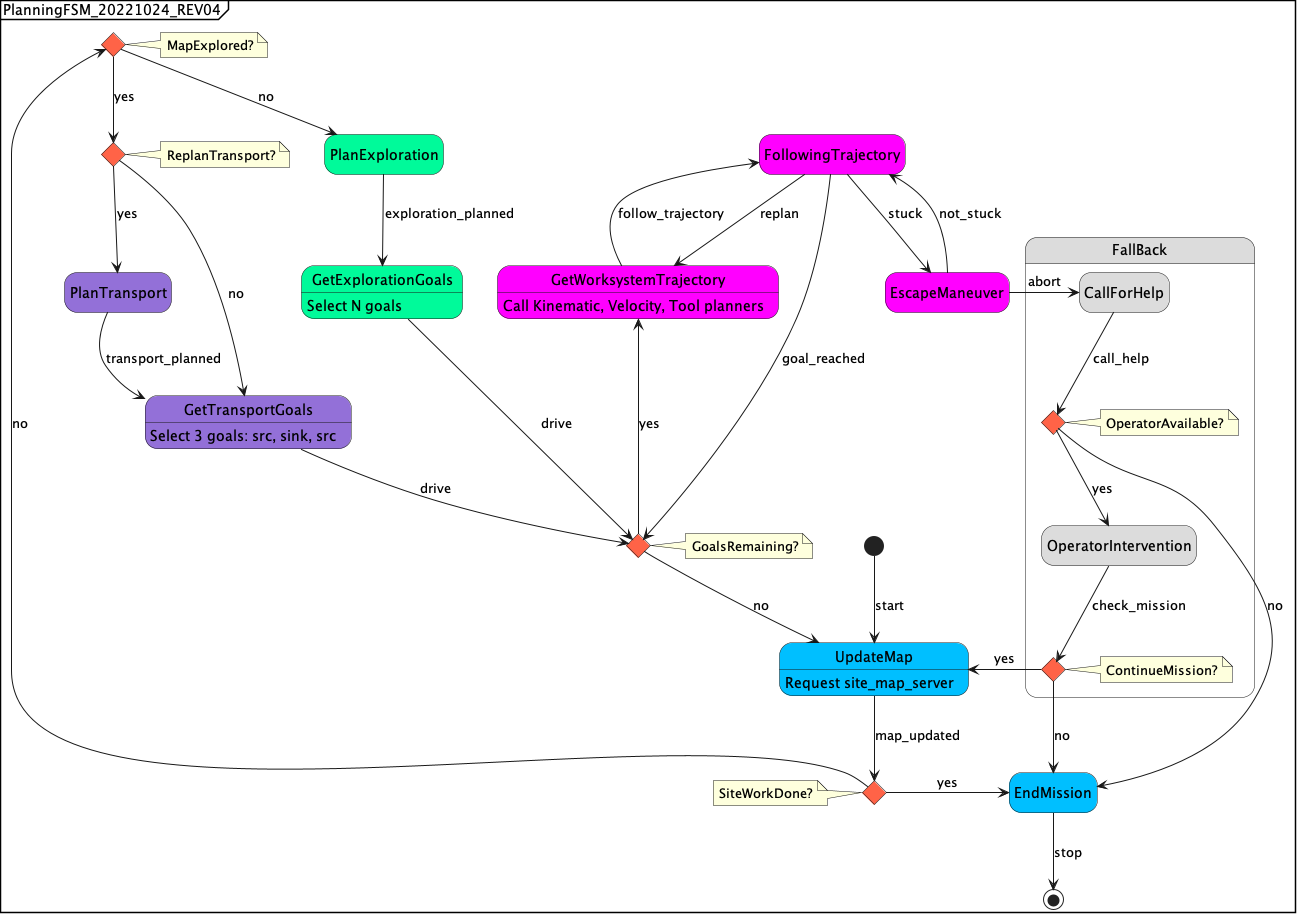 PlanningFSM_20221024_REV04
MapExplored?
yes
no
ReplanTransport?
PlanExploration
FollowingTrajectory
yes
exploration_planned
follow_trajectory
replan
stuck
not_stuck
FallBack
PlanTransport
no
GetExplorationGoals
Select N goals
GetWorksystemTrajectory
Call Kinematic, Velocity, Tool planners
EscapeManeuver
abort
CallForHelp
transport_planned
goal_reached
call_help
GetTransportGoals
Select 3 goals: src, sink, src
no
drive
yes
OperatorAvailable?
drive
yes
GoalsRemaining?
OperatorIntervention
no
start
check_mission
no
UpdateMap
Request site_map_server
yes
ContinueMission?
map_updated
no
SiteWorkDone?
yes
EndMission
stop